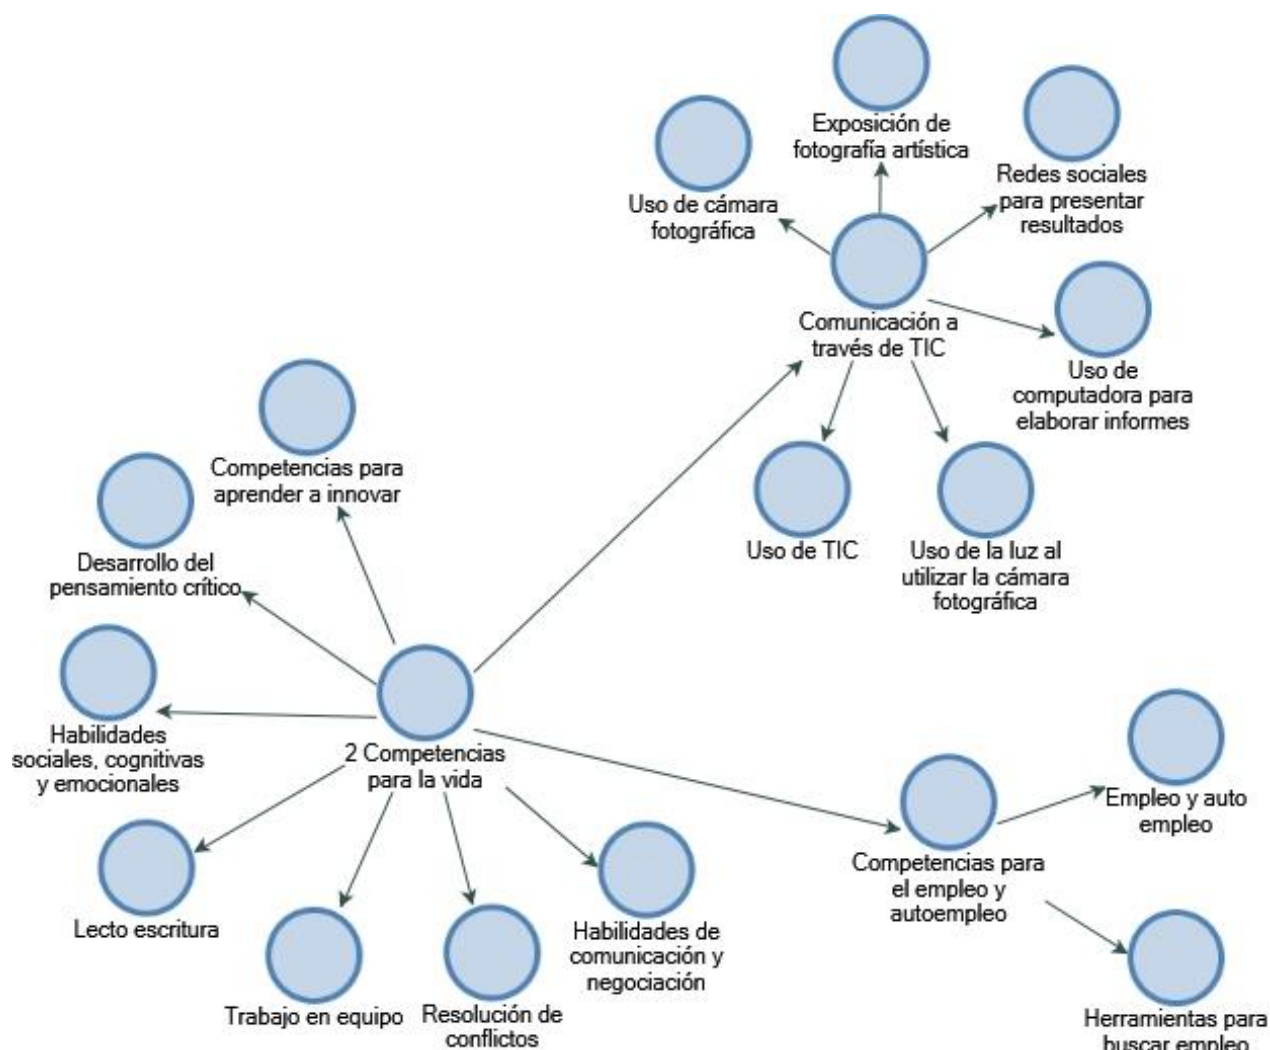 Exposición de
fotografía artística
Redes sociales
para presentar
resultados
Uso de cámara
fotográfica
Comunicación a
través de TIC
Uso de
computadora para
elaborar informes
Uso de TIC
Uso de la luz al
utilizar la cámara
fotográfica
Competencias para
aprender a innovar
Desarrollo del
pensamiento crítico
Habilidades
sociales, cognitivas
y emocionales
2 Competencias
para la vida
Lecto escritura
Trabajo en equipo
Resolución de
conflictos
Habilidades de
comunicación y
negociación
Competencias para
el empleo y
autoempleo
Empleo y auto
empleo
Herramientas para
buscar empleo